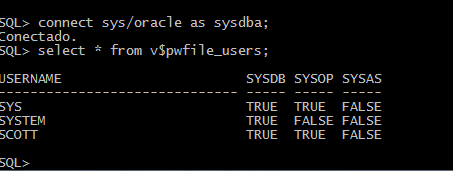 SQL> connect sys/oracle as sysdba;
Conectado.
SQL> select * from v$pwfile_users;
USERNAME                       SYSDB SYSOP SYSAS
------------------------------ ----- ----- -----
SYS                            TRUE  TRUE  FALSE
SYSTEM                         TRUE  FALSE FALSE
SCOTT                          TRUE  TRUE  FALSE
SQL>